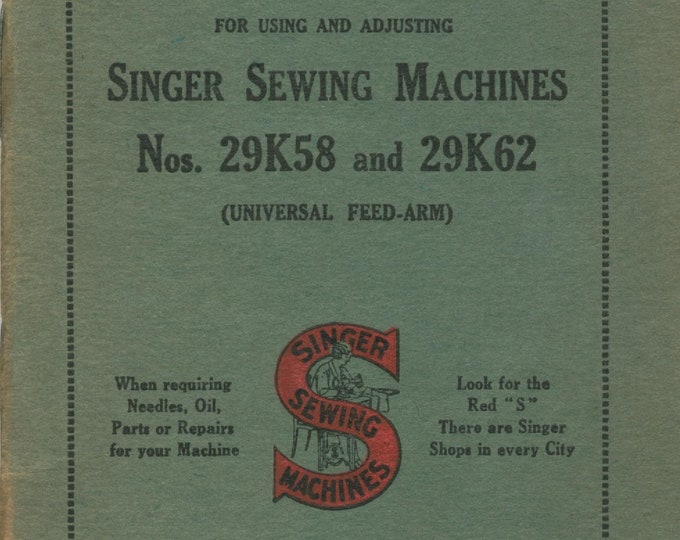 FOR USING AND ADJUSTING
SINGER SEWING MACHINES
Nos. 29K58 and 29K62
(UNIVERSAL FEED-ARM)
When requiring
Needles, Oil,
Parts or Repairs
for your Machine
SINGER
SEWING
MACHINES
Look for the
Red "S"
There are Singer
Shops in every City